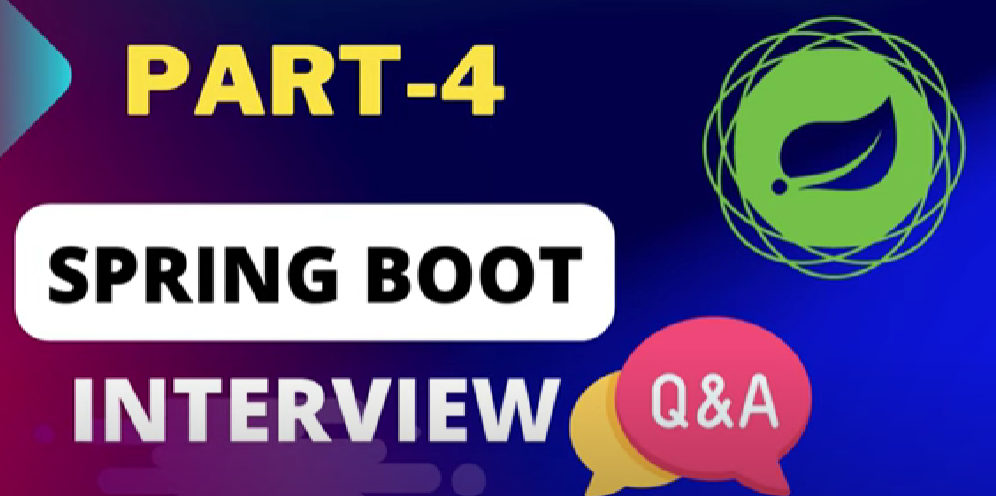 PART-4
SPRING BOOT
INTERVIEW
Q&A